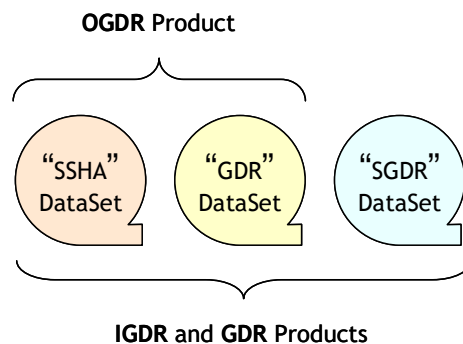 OGDR Product
“SSHA”
DataSet
“GDR”
DataSet
“SGDR”
DataSet
IGDR and GDR Products